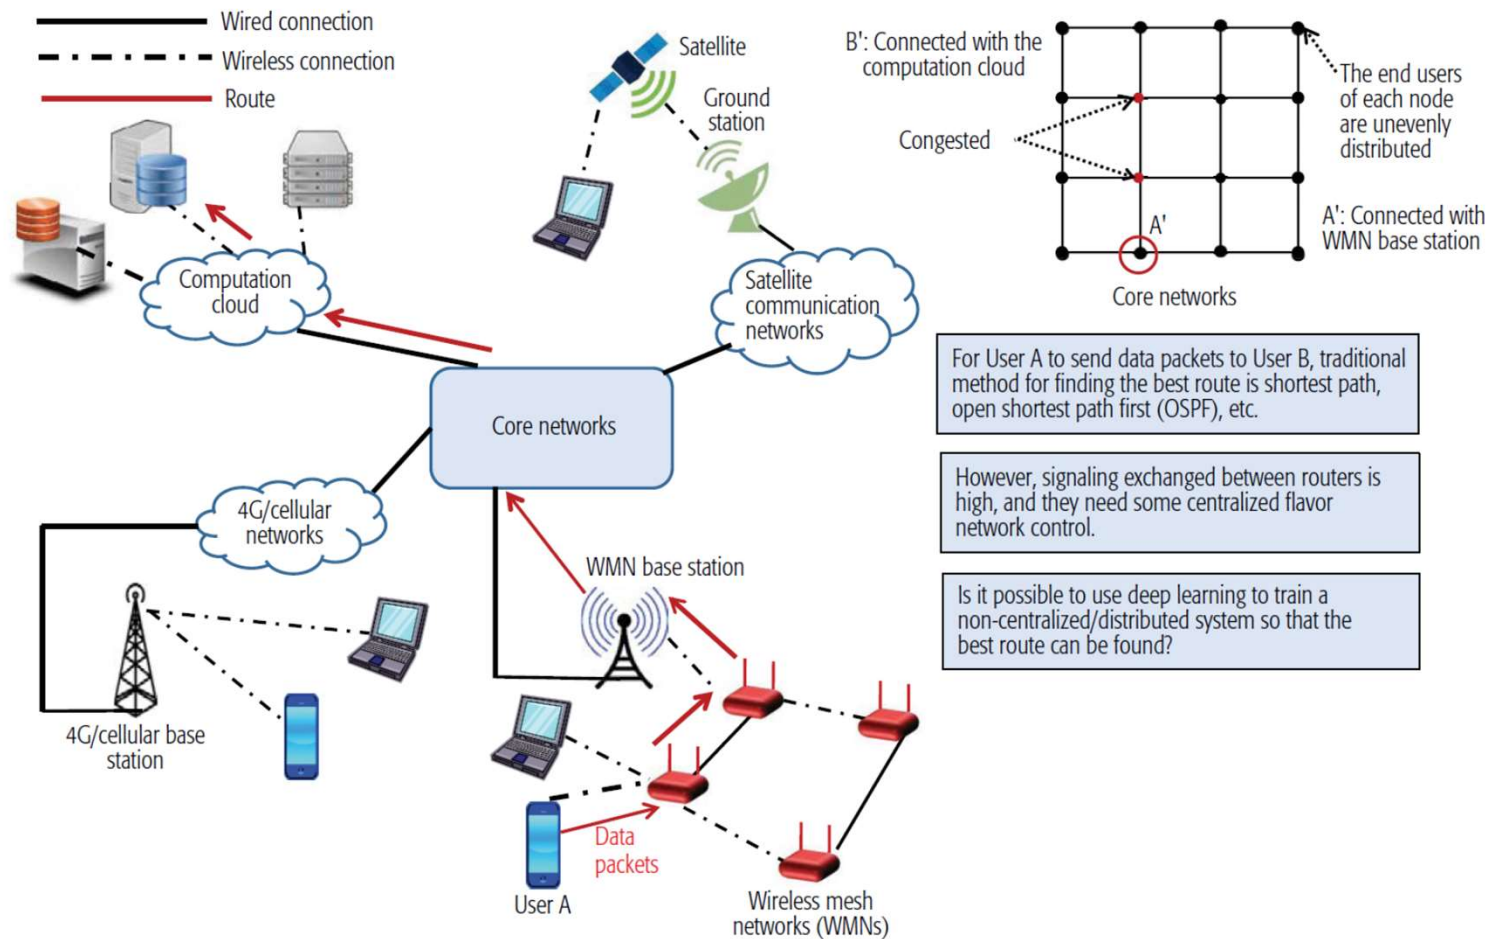 Wired connection
Wireless connection
Route
Satellite
Ground
station
Computation
cloud
Satellite
communication
networks
Core networks
4G/cellular
networks
WMN base station
4G/cellular base
station
Data
packets
User A
Wireless mesh
networks (WMNs)
B': Connected with the
computation cloud
The end users
of each node
are unevenly
distributed
Congested
A'
A': Connected with
WMN base station
Core networks
For User A to send data packets to User B, traditional
method for finding the best route is shortest path,
open shortest path first (OSPF), etc.
However, signaling exchanged between routers is
high, and they need some centralized flavor
network control.
Is it possible to use deep learning to train a
non-centralized/distributed system so that the
best route can be found?